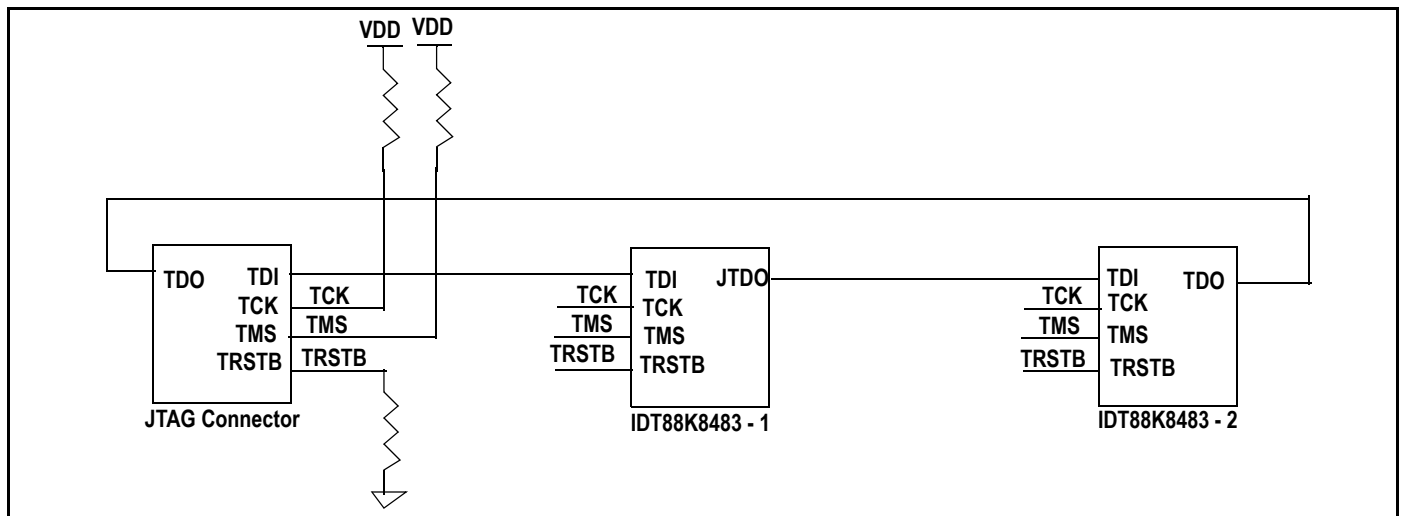 VDD VDD
TDO TDI
TCK TCK
TMS TMS
TRSTB TRSTB
JTAG Connector
TDI JTDO
TCK TCK
TMS TMS
TRSTB TRSTB
IDT88K8483 - 1
TDI TDO
TCK TCK
TMS TMS
TRSTB TRSTB
IDT88K8483 - 2